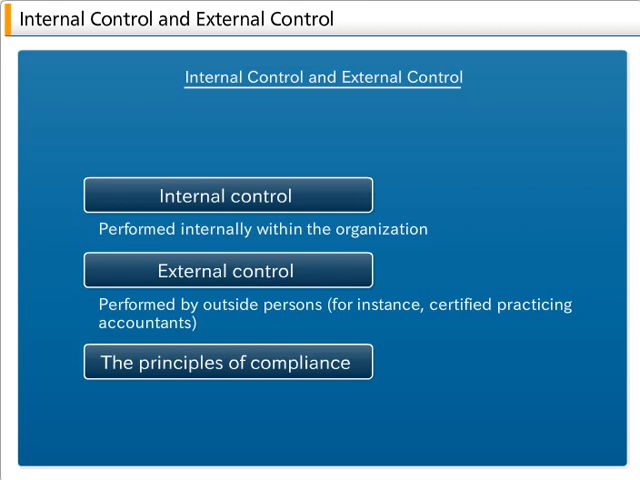 Internal Control and External Control
Internal Control and External Control
Internal control
Performed internally within the organization
External control
Performed by outside persons (for instance, certified practicing
accountants)
The principles of compliance